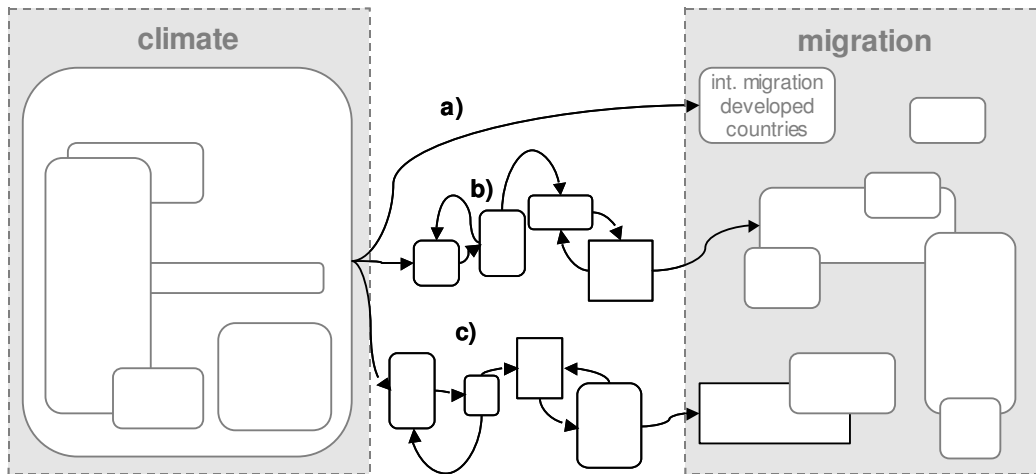 climate
migration
int. migration
developed
countries
a)
b)
c)